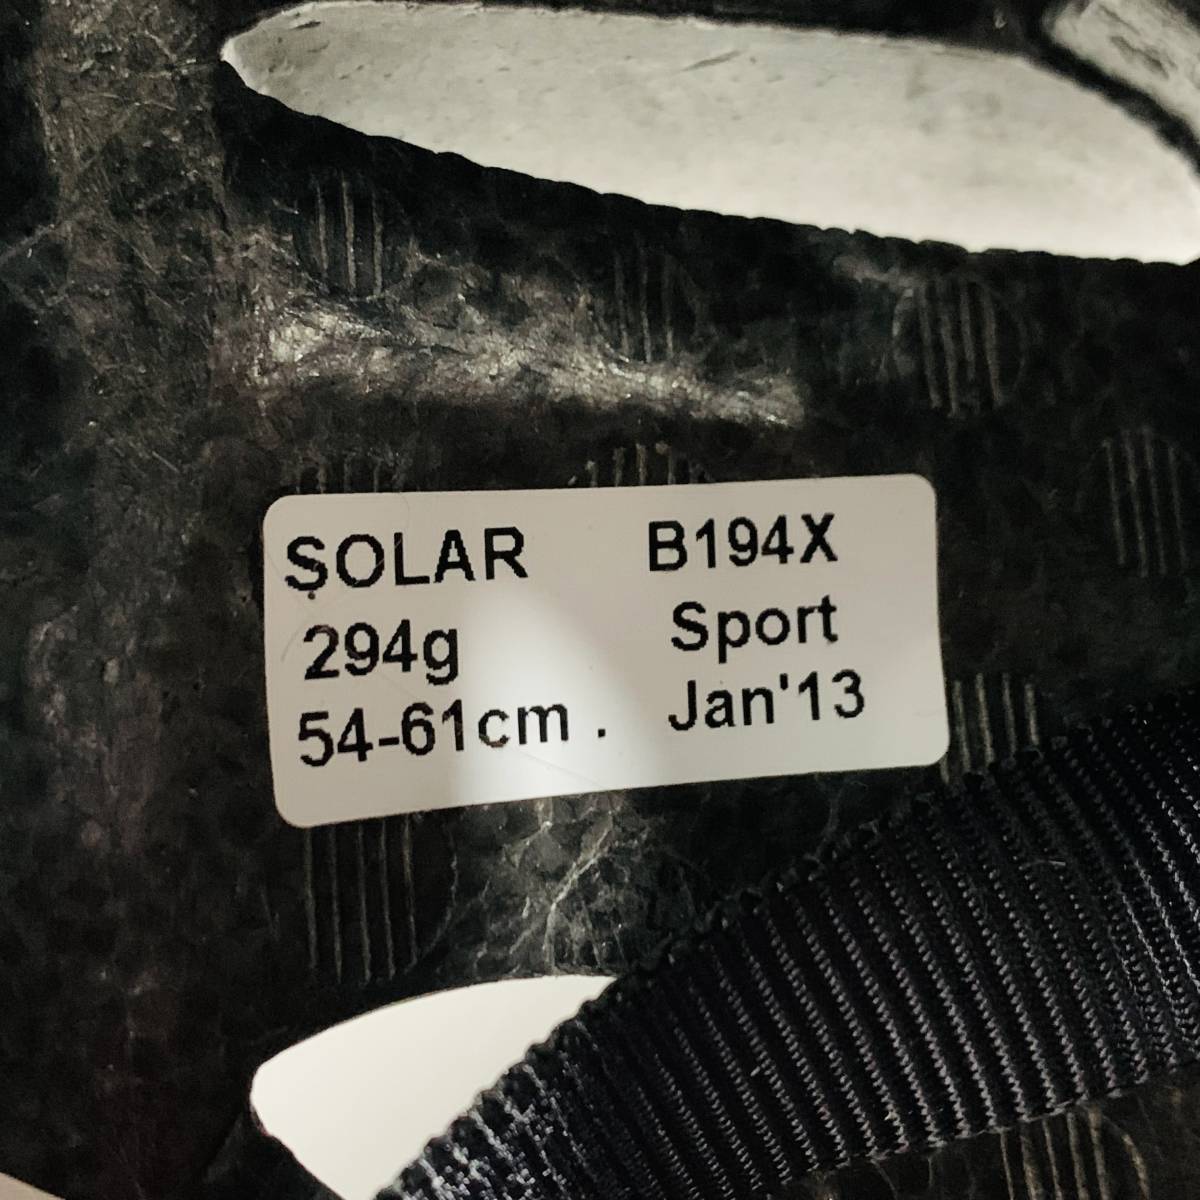 SOLAR B194X
294g Sport
54-61cm . Jan'13